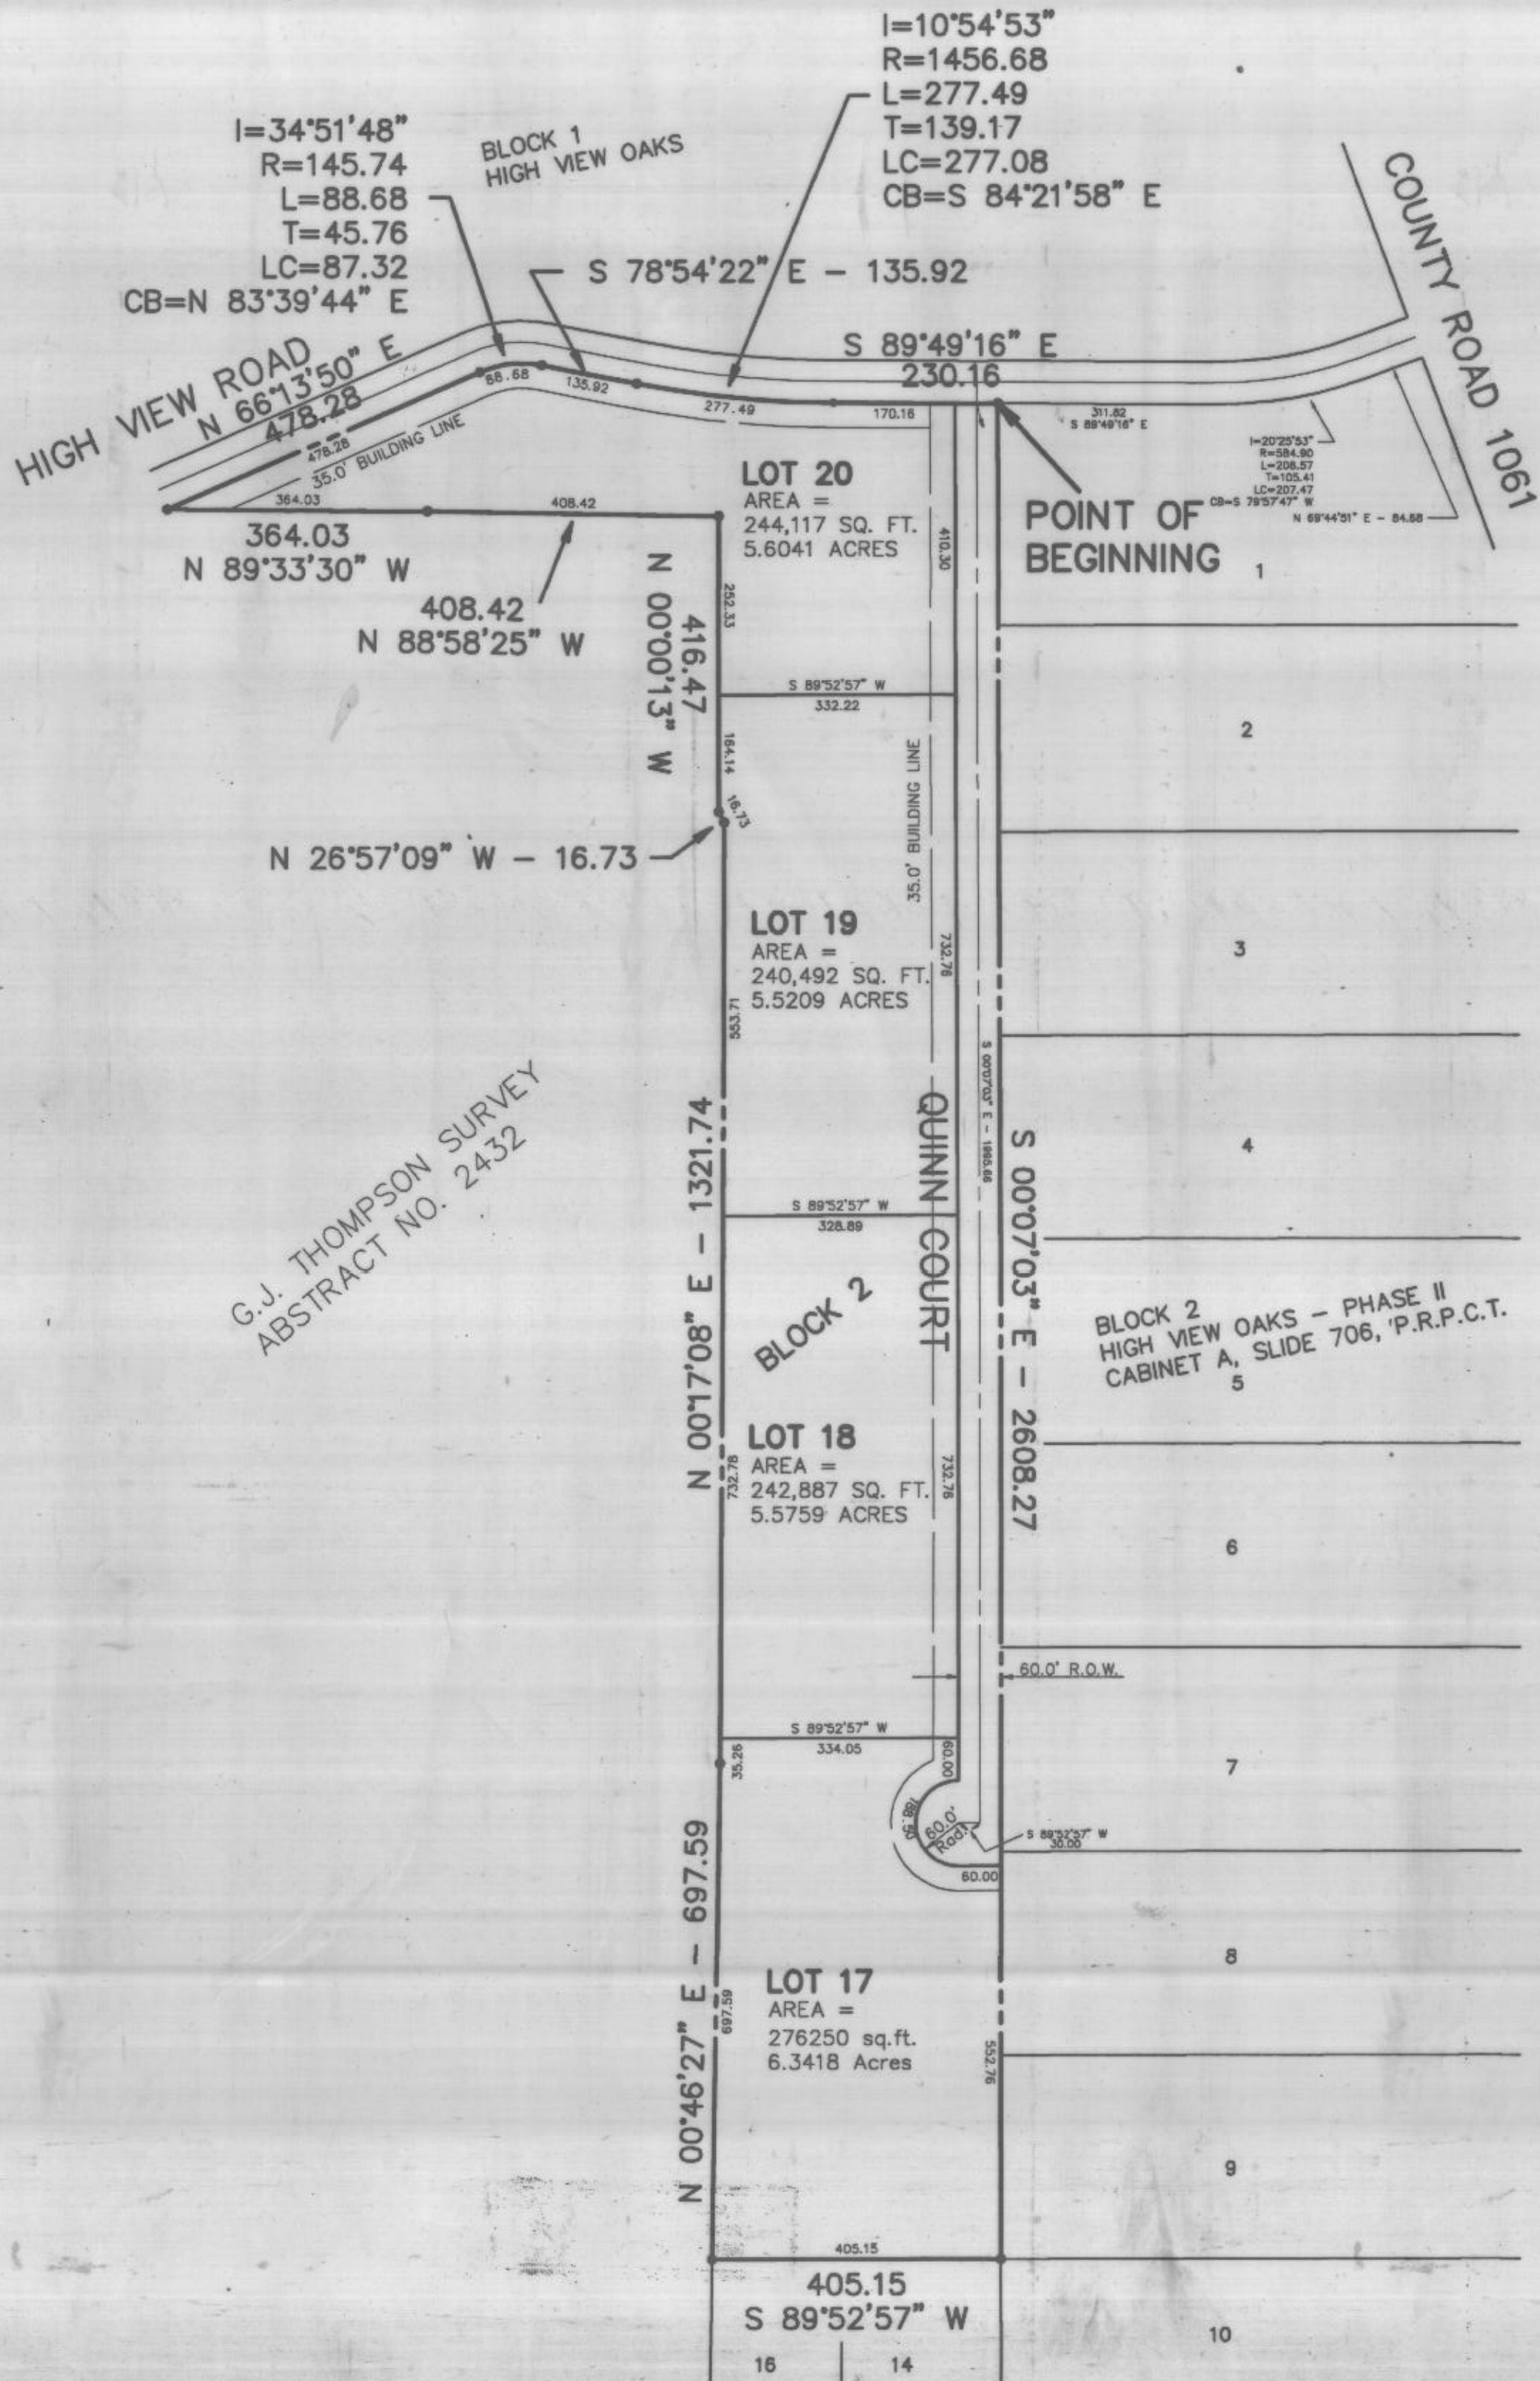 I=10°54'53"
R=1456.68
L=277.49
T=139.17
LC=277.08
CB=S 84°21'58" E
I=34°51'48"
R=145.74
L=88.68
T=45.76
LC=87.32
CB=N 83°39'44" E
BLOCK 1
HIGH VIEW OAKS
S 78°54'22" E - 135.92
COUNTY ROAD 1061
HIGH VIEW ROAD
N 66°13'50" E
478.28
478.28
35.0' BUILDING LINE
88.68
135.92
277.49
S 89°49'16" E
230.16
170.16
311.82
S 89°49'16" E
I=20°25'53"
R=584.90
L=208.57
T=105.41
LC=207.47
CB=S 79°57'47" W
N 69°44'51" E - 84.68
POINT OF
BEGINNING
364.03
364.03
N 89°33'30" W
408.42
408.42
N 88°58'25" W
LOT 20
AREA =
244,117 SQ. FT.
5.6041 ACRES
410.30
252.33
416.47
N 00°00'13" W
S 89°52'57" W
332.22
164.14
16.73
N 26°57'09" W - 16.73
35.0' BUILDING LINE
LOT 19
AREA =
240,492 SQ. FT.
5.5209 ACRES
732.76
553.71
G.J. THOMPSON SURVEY
ABSTRACT NO. 2432
N 00°17'08" E - 1321.74
S 89°52'57" W
328.89
QUINN COURT
S 00°07'03" E - 1995.66
S 00°07'03" E - 2608.27
BLOCK 2
LOT 18
AREA =
242,887 SQ. FT.
5.5759 ACRES
732.76
732.78
1
2
3
4
BLOCK 2
HIGH VIEW OAKS - PHASE II
CABINET A, SLIDE 706, P.R.P.C.T.
5
6
60.0' R.O.W.
S 89°52'57" W
334.05
35.26
60.00
188.50
60.0'
Rad.
S 89°52'57" W
30.00
60.00
7
8
N 00°46'27" E - 697.59
697.59
LOT 17
AREA =
276250 sq.ft.
6.3418 Acres
552.76
9
405.15
405.15
S 89°52'57" W
16
14
10